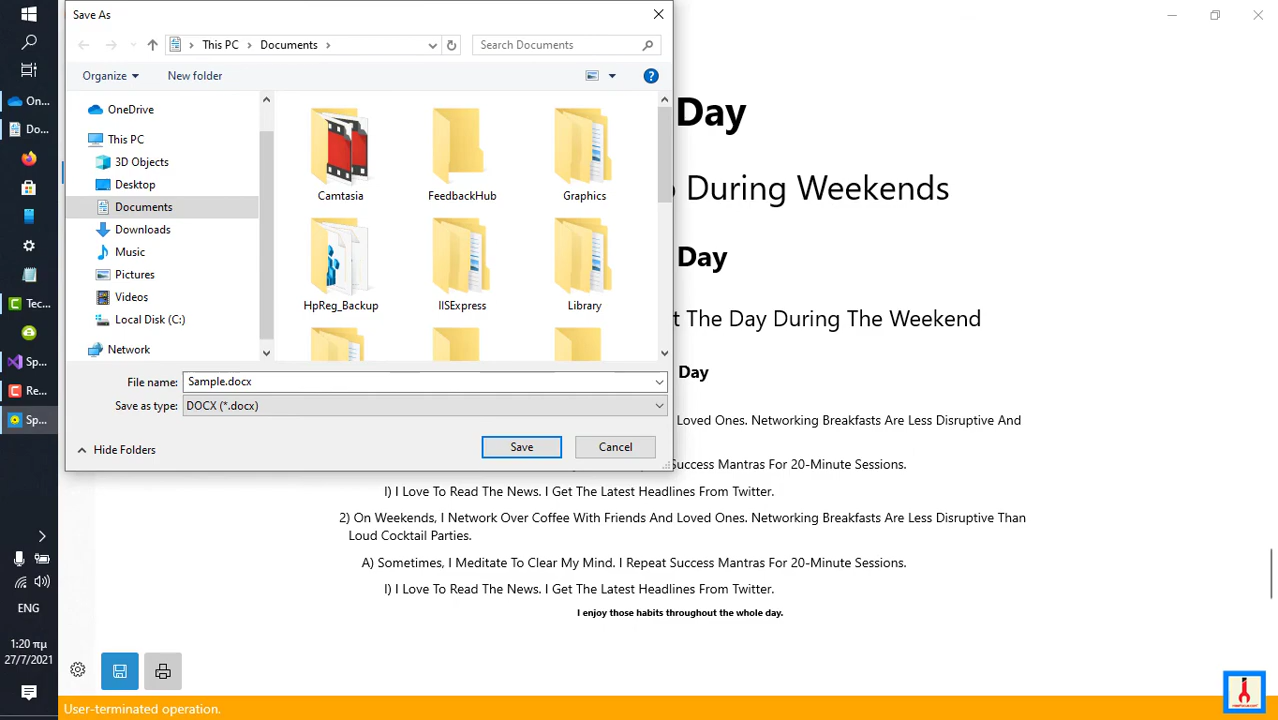 Save As
This PC
Documents
Search Documents
Organize
New folder
OneDrive
This PC
3D Objects
Desktop
Documents
Downloads
Music
Pictures
Videos
Local Disk (C:)
Network
Camtasia
FeedbackHub
Graphics
HpReg_Backup
IISExpress
Library
File name:
Sample.docx
Save as type:
DOCX (*.docx)
Hide Folders
Save
Cancel
On...
Do...
Tec...
Sp...
Re...
Sp...
ENG
1:20 πμ
27/7/2021
Day
During Weekends
Day
t The Day During The Weekend
Day
Loved Ones. Networking Breakfasts Are Less Disruptive And
Success Mantras For 20-Minute Sessions.
I) I Love To Read The News. I Get The Latest Headlines From Twitter.
2) On Weekends, I Network Over Coffee With Friends And Loved Ones. Networking Breakfasts Are Less Disruptive Than
Loud Cocktail Parties.
A) Sometimes, I Meditate To Clear My Mind. I Repeat Success Mantras For 20-Minute Sessions.
I) I Love To Read The News. I Get The Latest Headlines From Twitter.
I enjoy those habits throughout the whole day.
User-terminated operation.